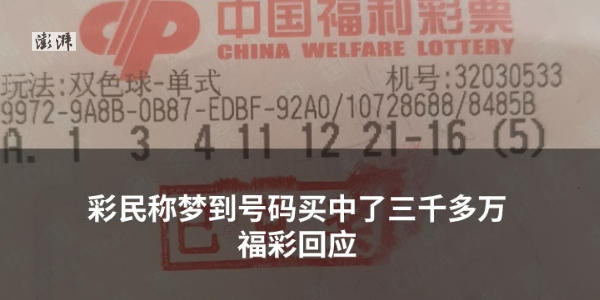 澎湃
中国福利彩票
CHINA WELFARE LOTTERY
玩法:双色球-单式 机号:32030533
9972-9A8B-0B87-EDBF-92A0/10728688/8485B
A. 1 3 4 11 12 21-16 (5)
彩民称梦到号码买中了三千多万
福彩回应